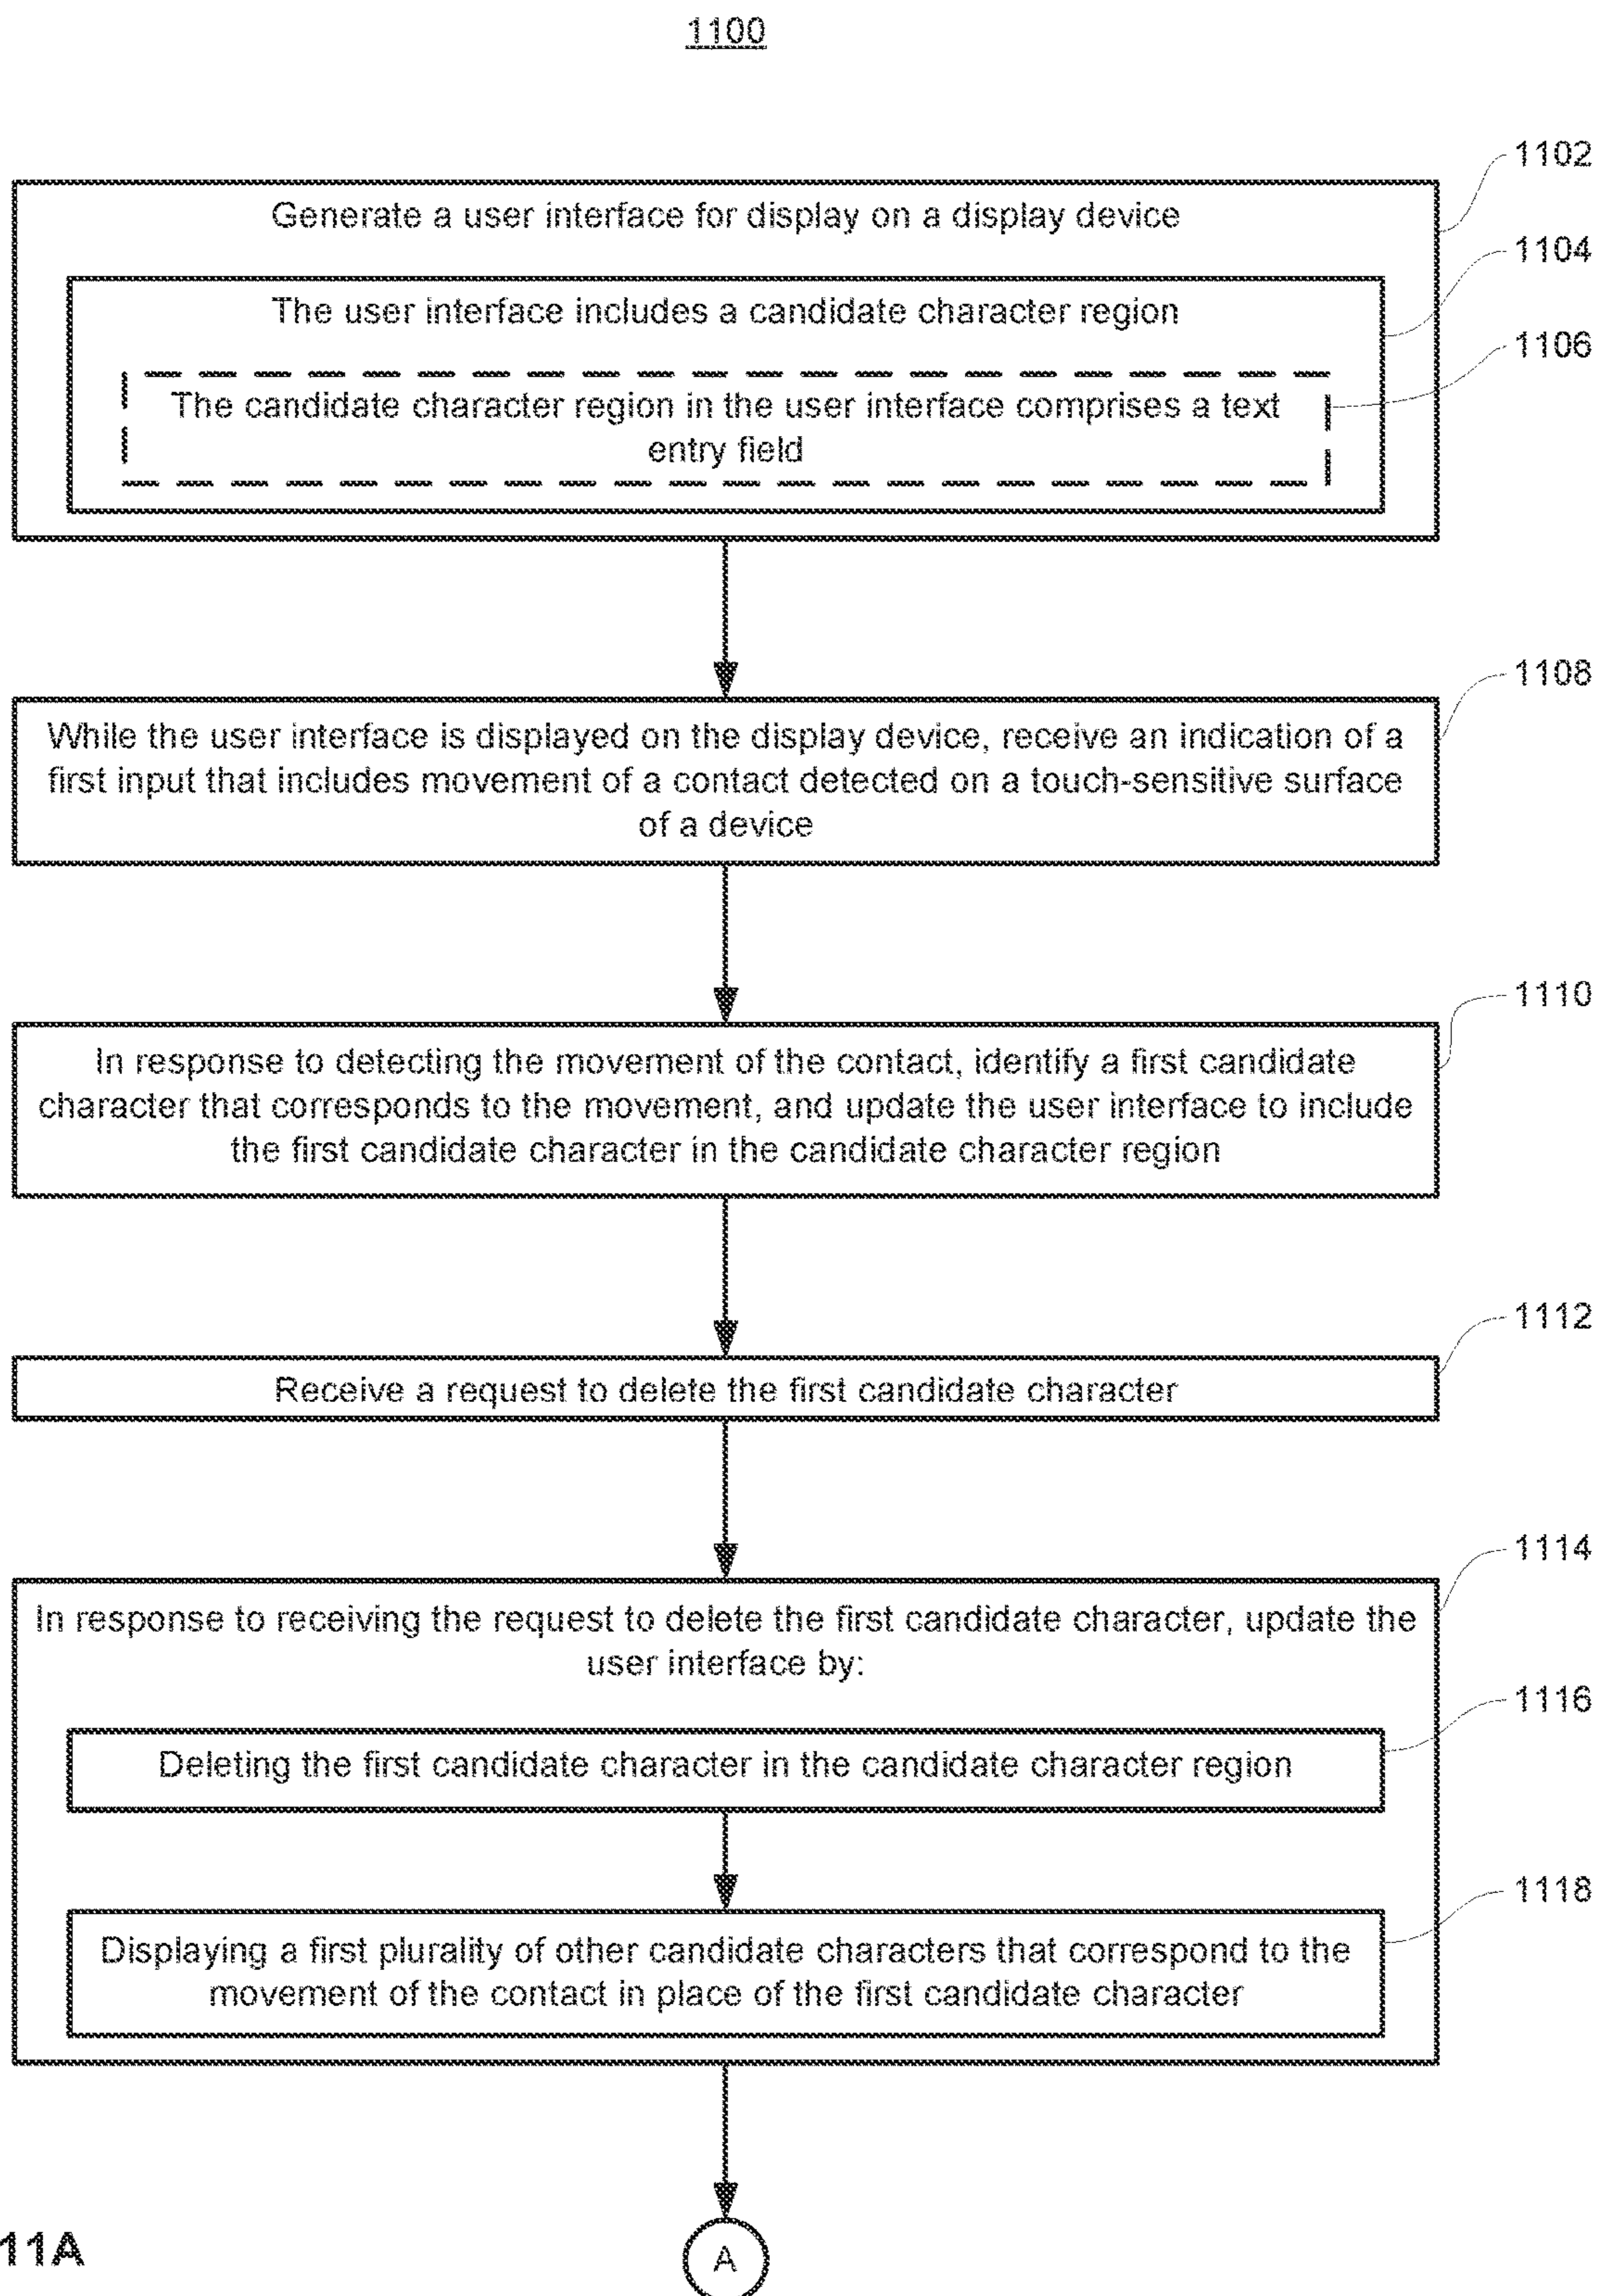 1100
1102
Generate a user interface for display on a display device
1104
The user interface includes a candidate character region
1106
The candidate character region in the user interface comprises a text
entry field
1108
While the user interface is displayed on the display device, receive an indication of a
first input that includes movement of a contact detected on a touch-sensitive surface
of a device
1110
In response to detecting the movement of the contact, identify a first candidate
character that corresponds to the movement, and update the user interface to include
the first candidate character in the candidate character region
1112
Receive a request to delete the first candidate character
1114
In response to receiving the request to delete the first candidate character, update the
user interface by:
1116
Deleting the first candidate character in the candidate character region
1118
Displaying a first plurality of other candidate characters that correspond to the
movement of the contact in place of the first candidate character
11A
A